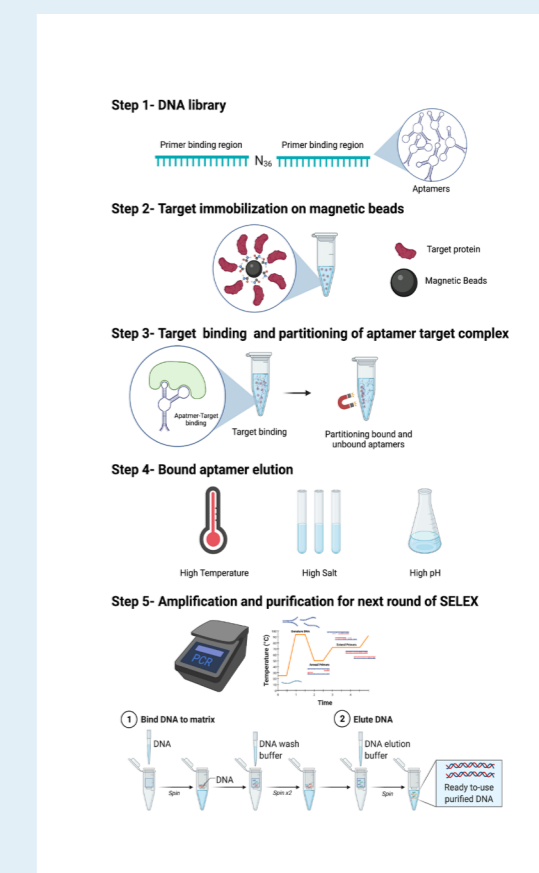 Step 1- DNA library
Primer binding region
Primer binding region
N36
Aptamers
Step 2- Target immobilization on magnetic beads
Target protein
Magnetic Beads
Step 3- Target binding and partitioning of aptamer target complex
Apatmer-Target
binding
Target binding
Partitioning bound and
unbound aptamers
Step 4- Bound aptamer elution
High Temperature
High Salt
High pH
Step 5- Amplification and purification for next round of SELEX
PCR
Temperature (°C)
Time
1 Bind DNA to matrix
2 Elute DNA
DNA
DNA wash
buffer
DNA elution
buffer
DNA
Spin
Spin x2
Spin
Ready to-use
purified DNA